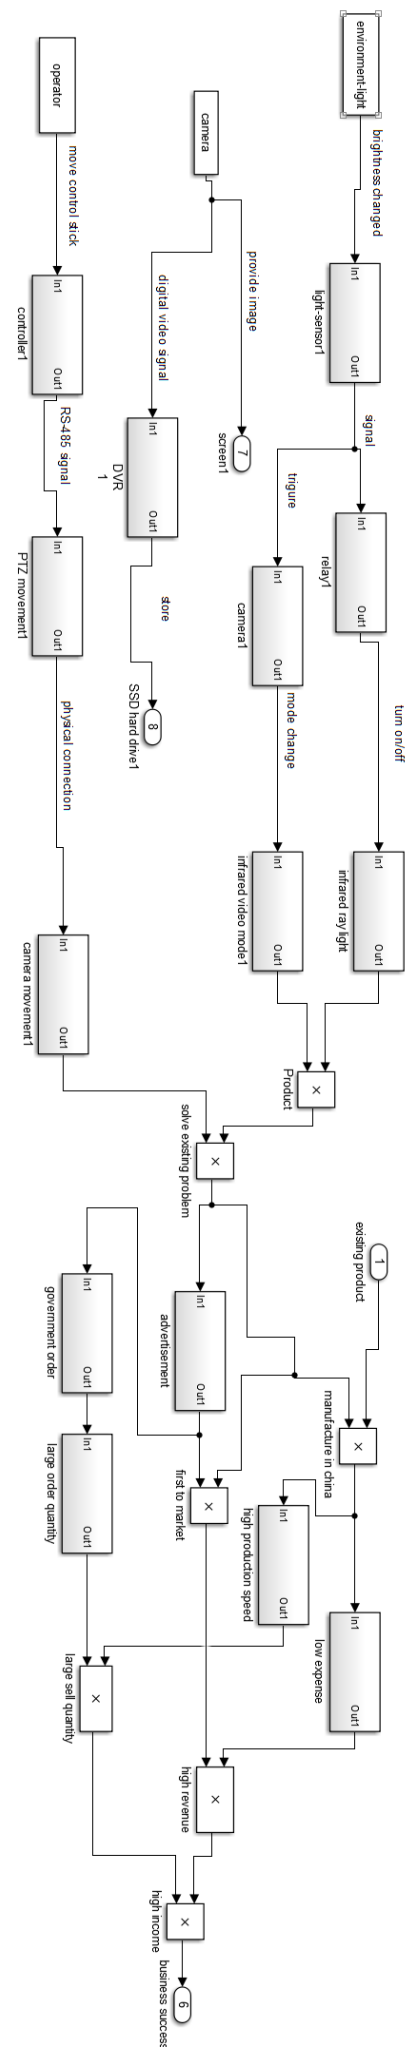 environment-light
brightness changed
In1
Out1
light-sensor1
signal
In1
Out1
relay1
turn on/off
In1
Out1
infrared ray light
trigure
In1
Out1
camera1
mode change
In1
Out1
infrared video mode1
×
Product
camera
provide image
7
screen1
digital video signal
In1
Out1
DVR
1
store
8
SSD hard drive1
operator
move control stick
In1
Out1
controller1
RS-485 signal
In1
Out1
PTZ movement1
physical connection
In1
Out1
camera movement1
×
solve existing problem
1
existing product
×
manufacture in china
In1
Out1
low expense
In1
Out1
high production speed
In1
Out1
advertisement
×
first to market
In1
Out1
government order
In1
Out1
large order quantity
×
large sell quantity
×
high revenue
×
high income
6
business success